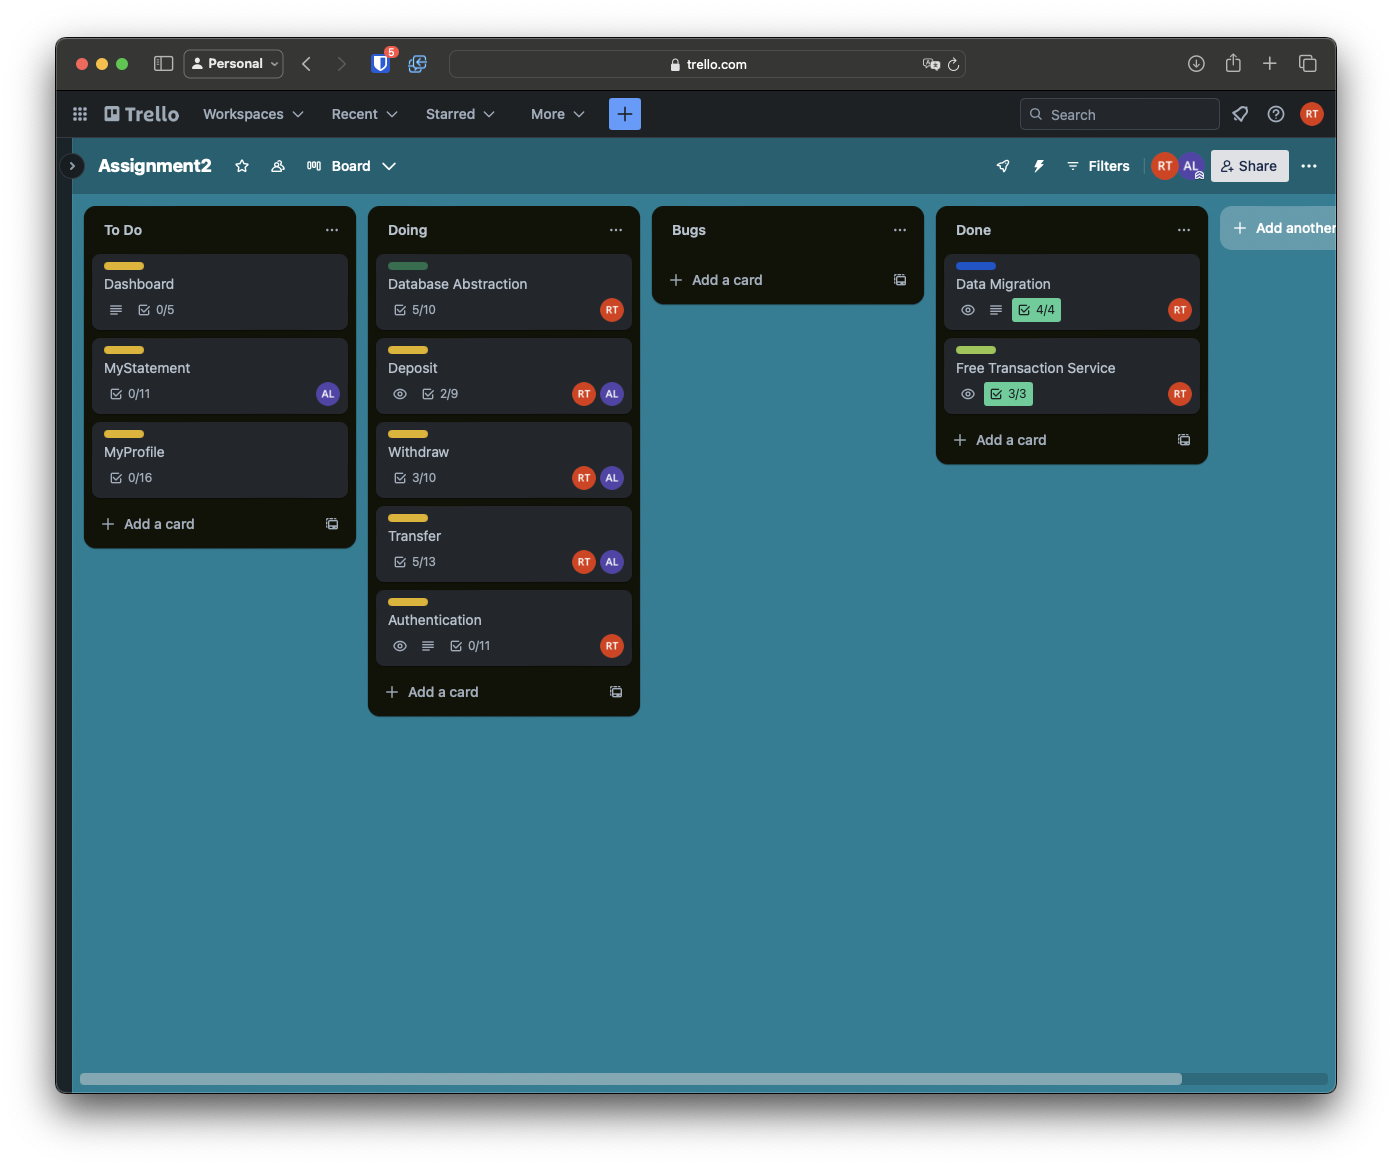 Personal
5
trello.com
Trello
Workspaces
Recent
Starred
More
Search
RT
Assignment2
Board
Filters
RT
AL
Share
To Do
Dashboard
0/5
MyStatement
0/11
AL
MyProfile
0/16
Add a card
Doing
Database Abstraction
5/10
RT
Deposit
2/9
RT
AL
Withdraw
3/10
RT
AL
Transfer
5/13
RT
AL
Authentication
0/11
RT
Add a card
Bugs
Add a card
Done
Data Migration
4/4
RT
Free Transaction Service
3/3
RT
Add a card
Add another